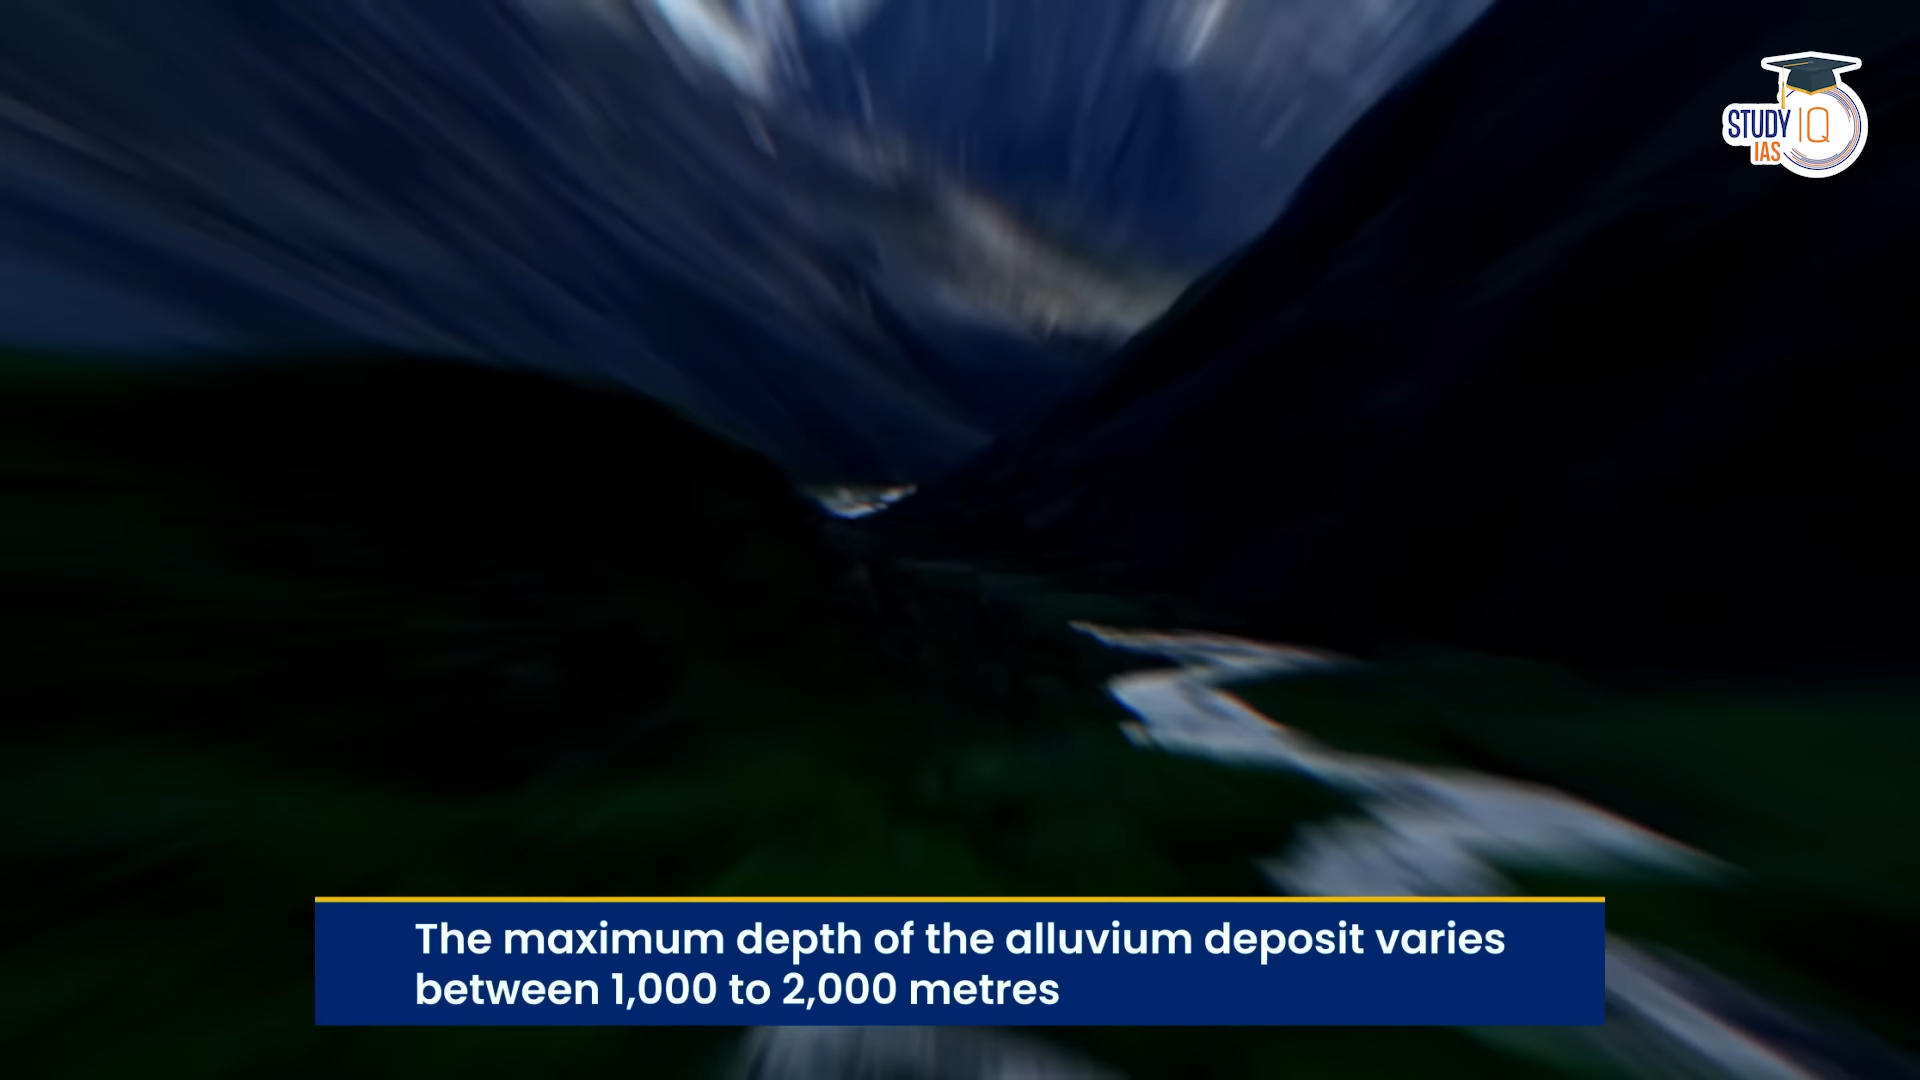 STUDY IQ
IAS
The maximum depth of the alluvium deposit varies
between 1,000 to 2,000 metres